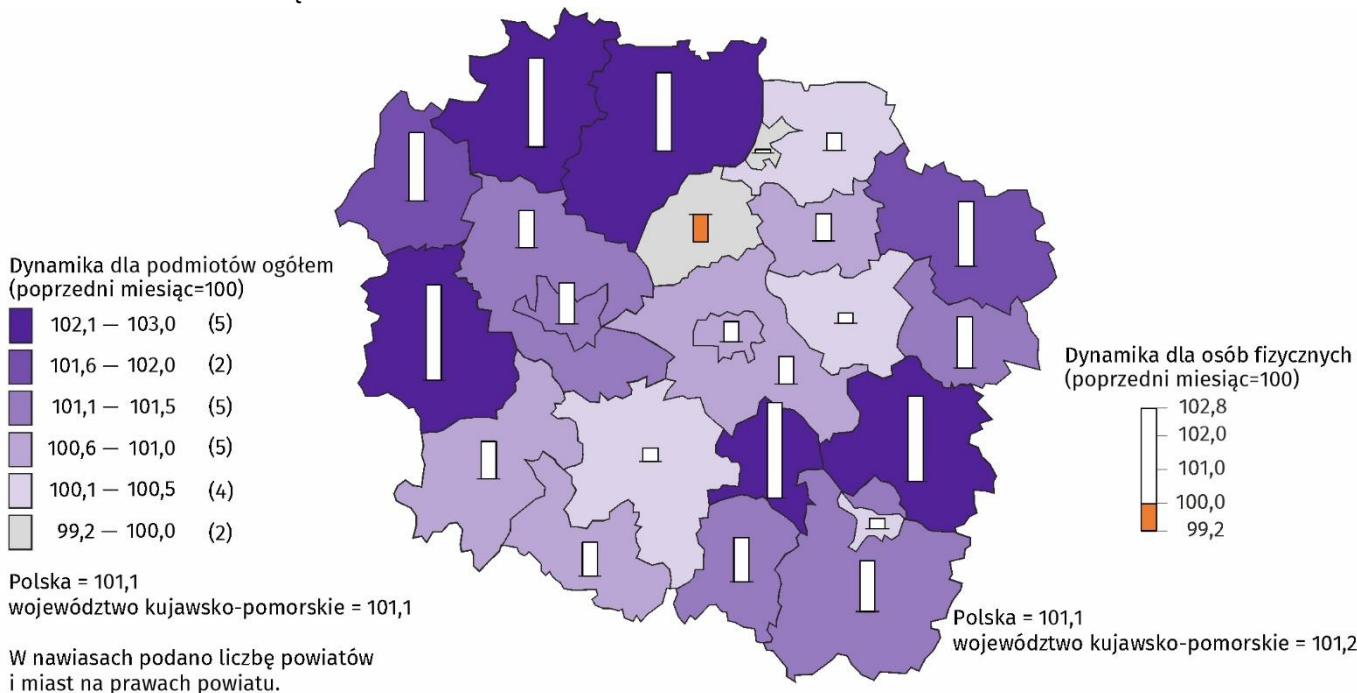 Dynamika dla podmiotów ogółem
(poprzedni miesiąc=100)
102,1 — 103,0 (5)
101,6 — 102,0 (2)
101,1 — 101,5 (5)
100,6 — 101,0 (5)
100,1 — 100,5 (4)
99,2 — 100,0 (2)
Polska = 101,1
województwo kujawsko-pomorskie = 101,1
W nawiasach podano liczbę powiatów
i miast na prawach powiatu.
Dynamika dla osób fizycznych
(poprzedni miesiąc=100)
102,8
102,0
101,0
100,0
99,2
Polska = 101,1
województwo kujawsko-pomorskie = 101,2